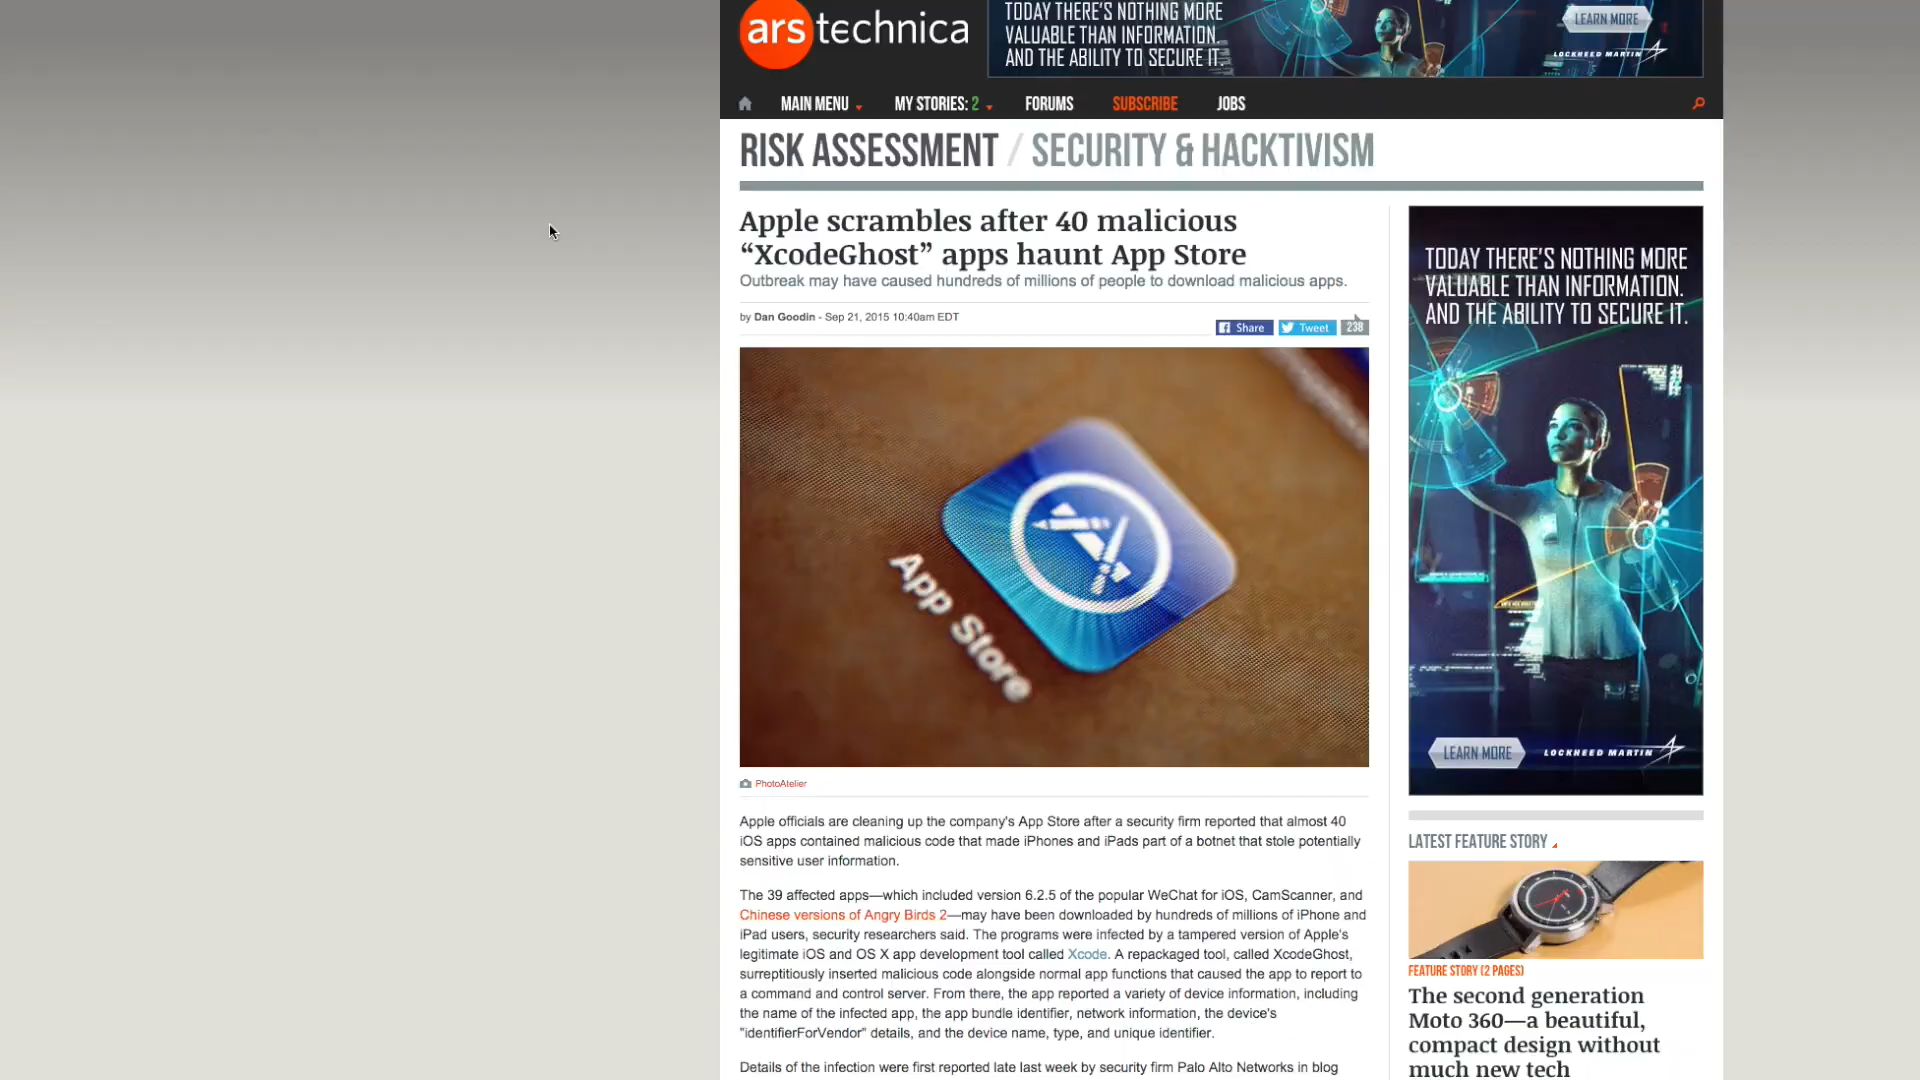 ars technica
TODAY THERE'S NOTHING MORE
VALUABLE THAN INFORMATION.
AND THE ABILITY TO SECURE IT.
LEARN MORE
LOCKHEED MARTIN
MAIN MENU
MY STORIES: 2
FORUMS
SUBSCRIBE
JOBS
RISK ASSESSMENT / SECURITY & HACKTIVISM
Apple scrambles after 40 malicious
“XcodeGhost” apps haunt App Store
Outbreak may have caused hundreds of millions of people to download malicious apps.
by Dan Goodin - Sep 21, 2015 10:40am EDT
Share
Tweet
238
App Store
PhotoAtelier
Apple officials are cleaning up the company's App Store after a security firm reported that almost 40
iOS apps contained malicious code that made iPhones and iPads part of a botnet that stole potentially
sensitive user information.
The 39 affected apps—which included version 6.2.5 of the popular WeChat for iOS, CamScanner, and
Chinese versions of Angry Birds 2—may have been downloaded by hundreds of millions of iPhone and
iPad users, security researchers said. The programs were infected by a tampered version of Apple's
legitimate iOS and OS X app development tool called Xcode. A repackaged tool, called XcodeGhost,
surreptitiously inserted malicious code alongside normal app functions that caused the app to report to
a command and control server. From there, the app reported a variety of device information, including
the name of the infected app, the app bundle identifier, network information, the device's
"identifierForVendor" details, and the device name, type, and unique identifier.
Details of the infection were first reported late last week by security firm Palo Alto Networks in blog
TODAY THERE'S NOTHING MORE
VALUABLE THAN INFORMATION.
AND THE ABILITY TO SECURE IT.
LEARN MORE
LOCKHEED MARTIN
LATEST FEATURE STORY
FEATURE STORY (2 PAGES)
The second generation
Moto 360—a beautiful,
compact design without
much new tech